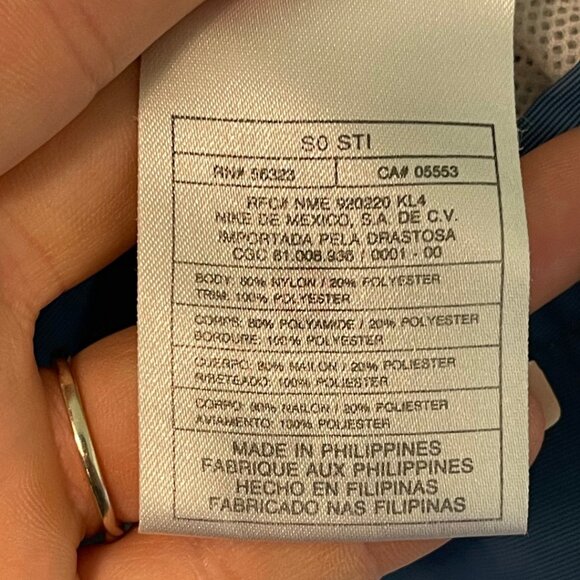 SO STI
RN# 56323 CA# 05553
RFC# NME 920220 KL4
NIKE DE MEXICO, S.A. DE C.V.
IMPORTADA PELA DRASTOSA
CGC 61.008.936 / 0001 - 00
BODY: 80% NYLON / 20% POLYESTER
TRIM: 100% POLYESTER
CORPS: 80% POLYAMIDE / 20% POLYESTER
BORDURE: 100% POLYESTER
CUERPO: 80% NAILON / 20% POLIESTER
RIBETEADO: 100% POLIESTER
CORPO: 80% NAILON / 20% POLIESTER
AVIAMENTO: 100% POLIESTER
MADE IN PHILIPPINES
FABRIQUE AUX PHILIPPINES
HECHO EN FILIPINAS
FABRICADO NAS FILIPINAS